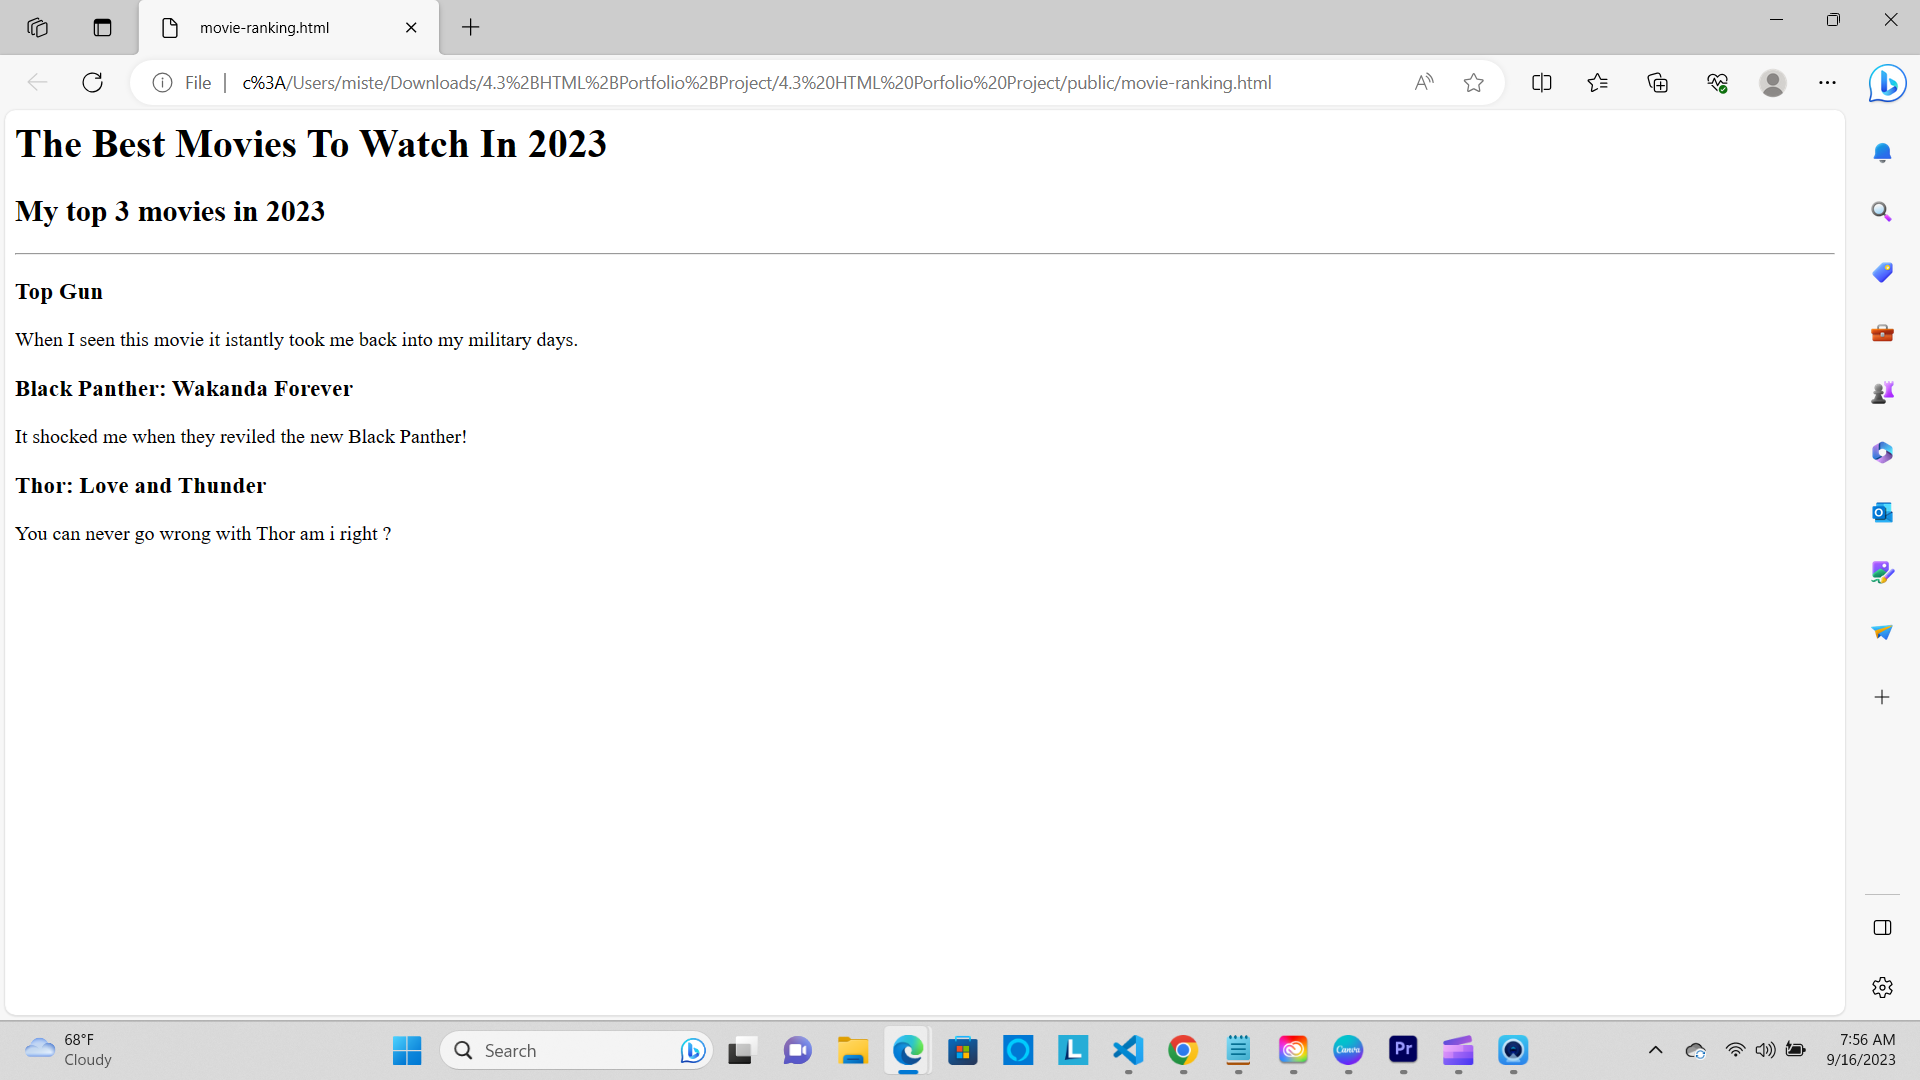 movie-ranking.html
File
c%3A/Users/miste/Downloads/4.3%2BHTML%2BPortfolio%2BProject/4.3%20HTML%20Porfolio%20Project/public/movie-ranking.html
The Best Movies To Watch In 2023
My top 3 movies in 2023
Top Gun
When I seen this movie it istantly took me back into my military days.
Black Panther: Wakanda Forever
It shocked me when they reviled the new Black Panther!
Thor: Love and Thunder
You can never go wrong with Thor am i right ?
68°F
Cloudy
Search
L
Canva
Pr
7:56 AM
9/16/2023